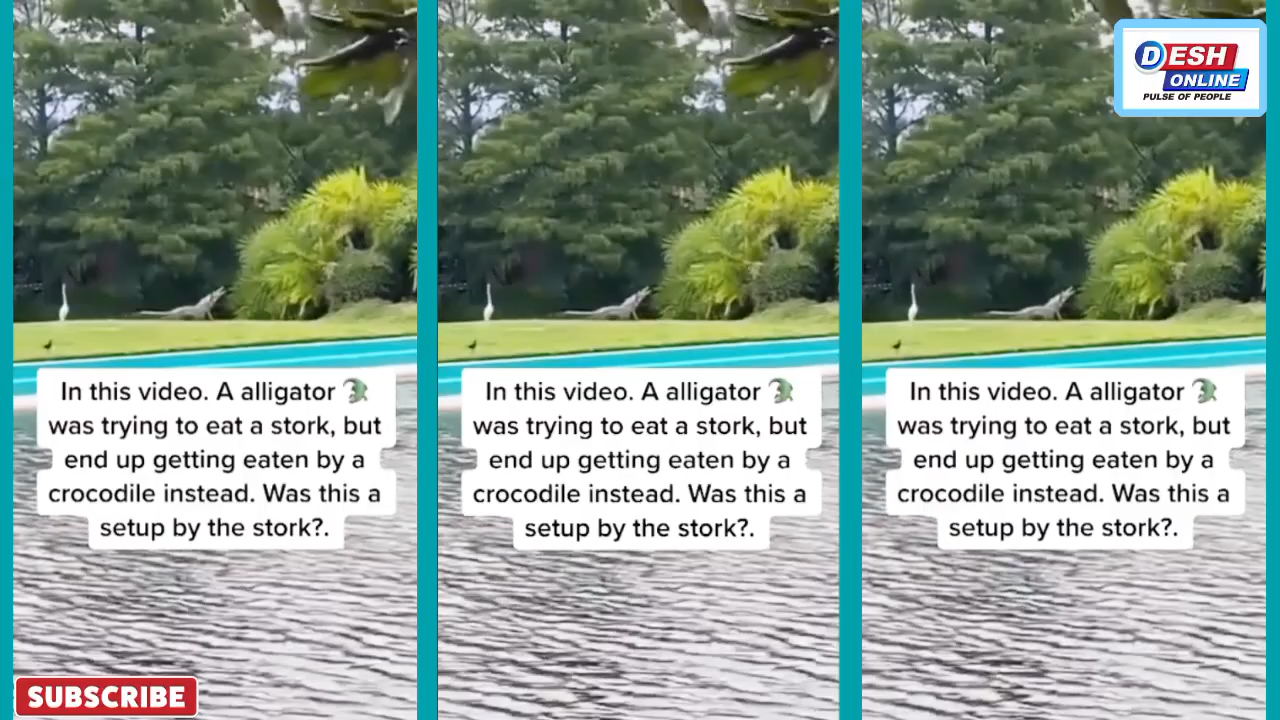 DESH
ONLINE
PULSE OF PEOPLE
In this video. A alligator 🐊
was trying to eat a stork, but
end up getting eaten by a
crocodile instead. Was this a
setup by the stork?.
In this video. A alligator 🐊
was trying to eat a stork, but
end up getting eaten by a
crocodile instead. Was this a
setup by the stork?.
In this video. A alligator 🐊
was trying to eat a stork, but
end up getting eaten by a
crocodile instead. Was this a
setup by the stork?.
SUBSCRIBE